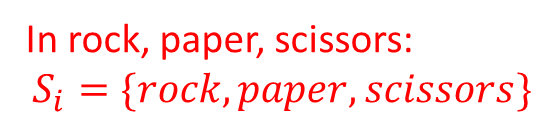 In rock, paper, scissors:
𝑆ᵢ = {𝑟𝑜𝑐𝑘, 𝑝𝑎𝑝𝑒𝑟, 𝑠𝑐𝑖𝑠𝑠𝑜𝑟𝑠}